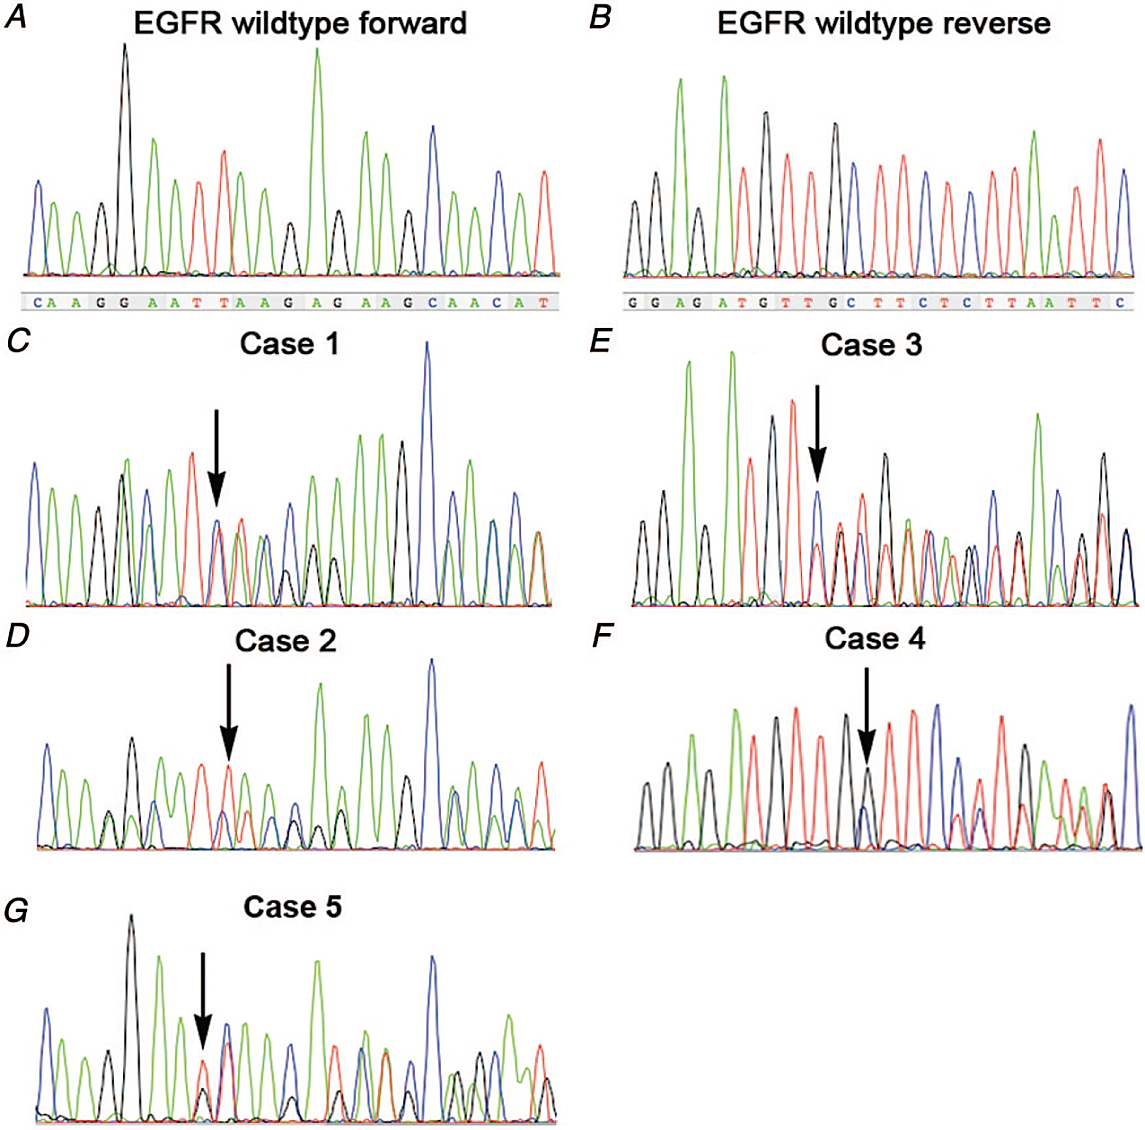 A EGFR wildtype forward
B EGFR wildtype reverse
C A A G G A A T T A A G A G A A G C A A C A T
G G A G A T G T T G C T T C T C T T A A T T C
C Case 1
E Case 3
D Case 2
F Case 4
G Case 5